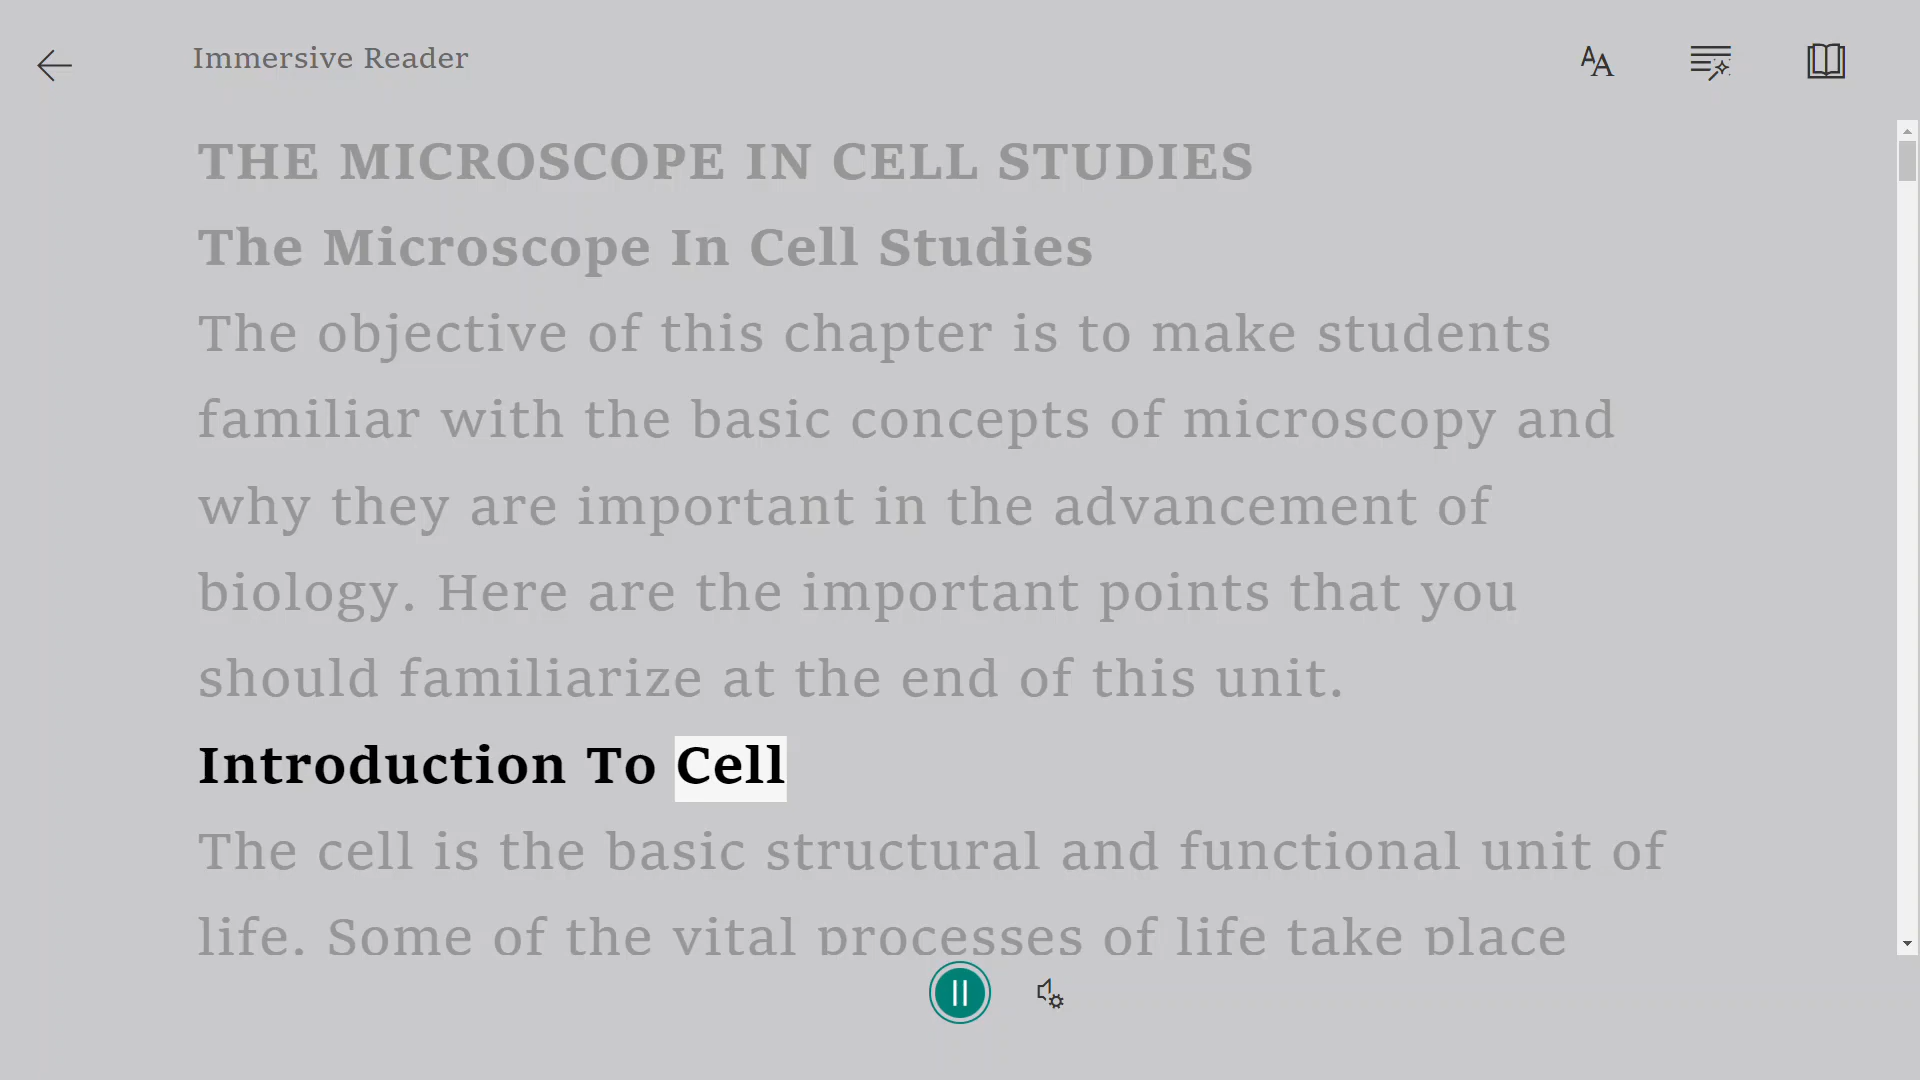 Immersive Reader
THE MICROSCOPE IN CELL STUDIES
The Microscope In Cell Studies
The objective of this chapter is to make students
familiar with the basic concepts of microscopy and
why they are important in the advancement of
biology. Here are the important points that you
should familiarize at the end of this unit.
Introduction To Cell
The cell is the basic structural and functional unit of
life. Some of the vital processes of life take place